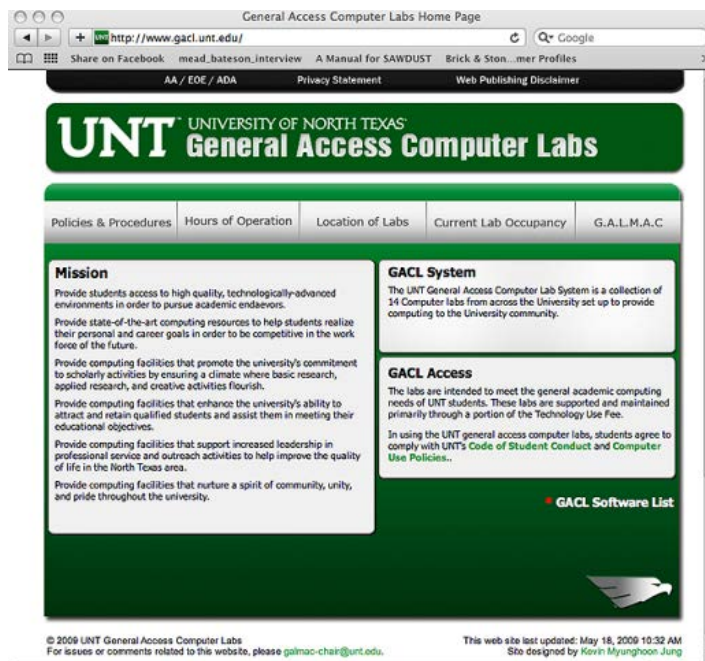 General Access Computer Labs Home Page
http://www.gacl.unt.edu/
Google
Share on Facebook mead_bateson_interview A Manual for SAWDUST Brick & Ston...mer Profiles
AA / EOE / ADA Privacy Statement Web Publishing Disclaimer
UNT UNIVERSITY OF NORTH TEXAS
General Access Computer Labs
Policies & Procedures Hours of Operation Location of Labs Current Lab Occupancy G.A.L.M.A.C
Mission
Provide students access to high quality, technologically-advanced
environments in order to pursue academic endaevors.
Provide state-of-the-art computing resources to help students realize
their personal and career goals in order to be competitive in the work
force of the future.
Provide computing facilities that promote the university's commitment
to scholarly activities by ensuring a climate where basic research,
applied research, and creative activities flourish.
Provide computing facilities that enhance the university's ability to
attract and retain qualified students and assist them in meeting their
educational objectives.
Provide computing facilities that support increased leadership in
professional service and outreach activities to help improve the quality
of life in the North Texas area.
Provide computing facilities that nurture a spirit of community, unity,
and pride throughout the university.
GACL System
The UNT General Access Computer Lab System is a collection of
14 Computer labs from across the University set up to provide
computing to the University community.
GACL Access
The labs are intended to meet the general academic computing
needs of UNT students. These labs are supported and maintained
primarily through a portion of the Technology Use Fee.
In using the UNT general access computer labs, students agree to
comply with UNT's Code of Student Conduct and Computer
Use Policies..
* GACL Software List
© 2009 UNT General Access Computer Labs
For issues or comments related to this website, please galmac-chair@unt.edu.
This web site last updated: May 18, 2009 10:32 AM
Site designed by Kevin Myunghoon Jung